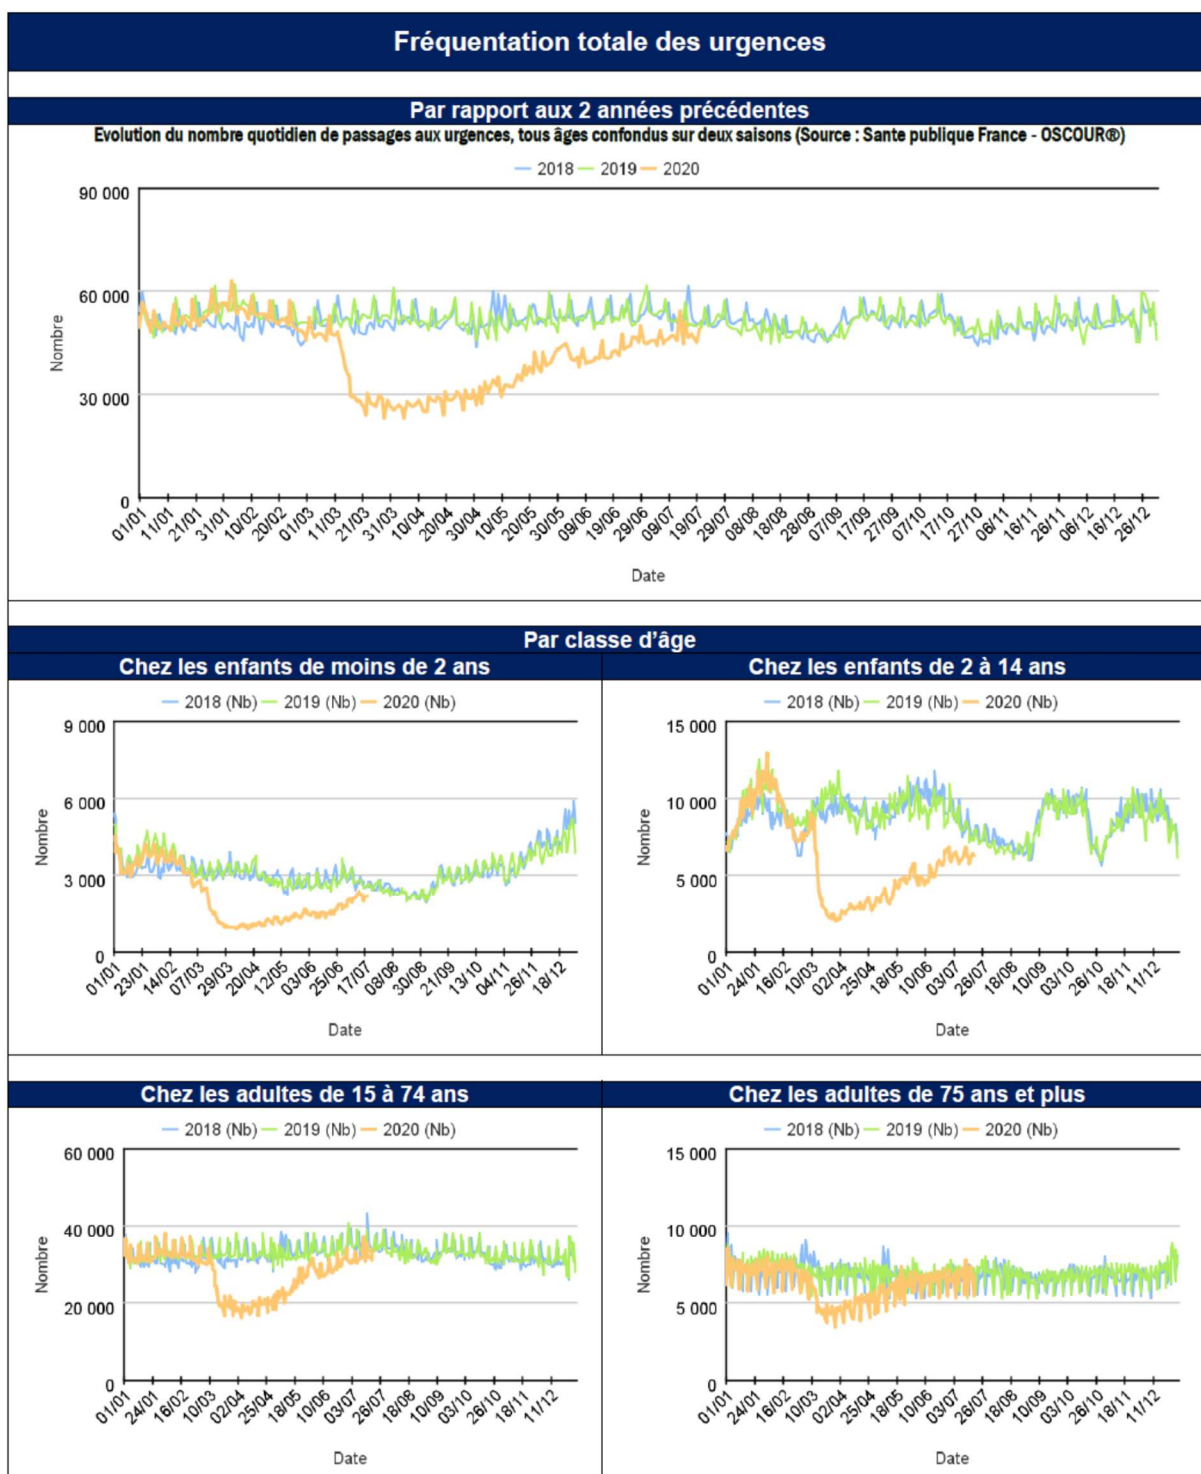 Fréquentation totale des urgences
Par rapport aux 2 années précédentes
Evolution du nombre quotidien de passages aux urgences, tous âges confondus sur deux saisons (Source : Sante publique France - OSCOUR®)
2018 2019 2020
90 000
60 000
30 000
0
Nombre
01/01 11/01 21/01 31/01 10/02 20/02 01/03 11/03 21/03 31/03 10/04 20/04 30/04 10/05 20/05 30/05 09/06 19/06 29/06 09/07 19/07 29/07 08/08 18/08 28/08 07/09 17/09 27/09 07/10 17/10 27/10 06/11 16/11 26/11 06/12 16/12 26/12
Date
Par classe d'âge
Chez les enfants de moins de 2 ans
2018 (Nb) 2019 (Nb) 2020 (Nb)
9 000
6 000
3 000
0
Nombre
01/01 23/01 14/02 07/03 29/03 20/04 12/05 03/06 25/06 17/07 08/08 30/08 21/09 13/10 04/11 26/11 18/12
Date
Chez les enfants de 2 à 14 ans
2018 (Nb) 2019 (Nb) 2020 (Nb)
15 000
10 000
5 000
0
Nombre
01/01 24/01 16/02 10/03 02/04 25/04 18/05 10/06 03/07 26/07 18/08 10/09 03/10 26/10 18/11 11/12
Date
Chez les adultes de 15 à 74 ans
2018 (Nb) 2019 (Nb) 2020 (Nb)
60 000
40 000
20 000
0
Nombre
01/01 24/01 16/02 10/03 02/04 25/04 18/05 10/06 03/07 26/07 18/08 10/09 03/10 26/10 18/11 11/12
Date
Chez les adultes de 75 ans et plus
2018 (Nb) 2019 (Nb) 2020 (Nb)
15 000
10 000
5 000
0
Nombre
01/01 24/01 16/02 10/03 02/04 25/04 18/05 10/06 03/07 26/07 18/08 10/09 03/10 26/10 18/11 11/12
Date